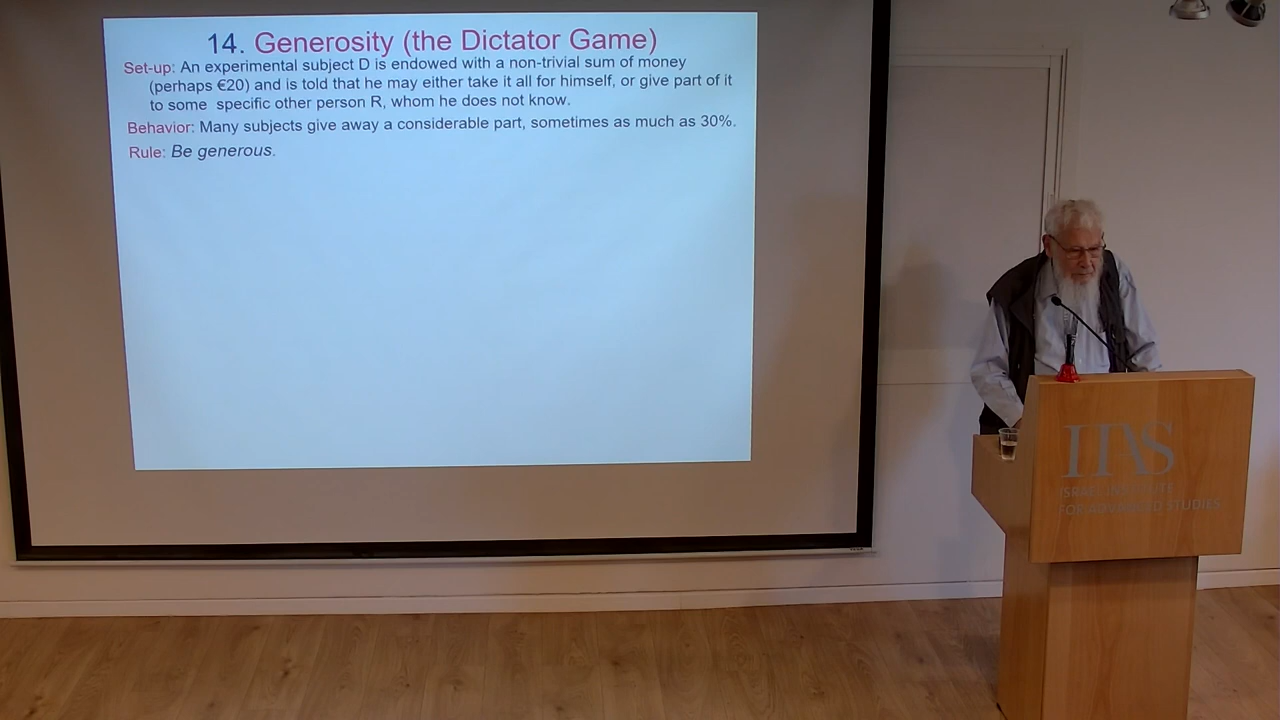 14. Generosity (the Dictator Game)
Set-up: An experimental subject D is endowed with a non-trivial sum of money
(perhaps €20) and is told that he may either take it all for himself, or give part of it
to some specific other person R, whom he does not know.
Behavior: Many subjects give away a considerable part, sometimes as much as 30%.
Rule: Be generous.
IIAS
ISRAEL INSTITUTE
FOR ADVANCED STUDIES